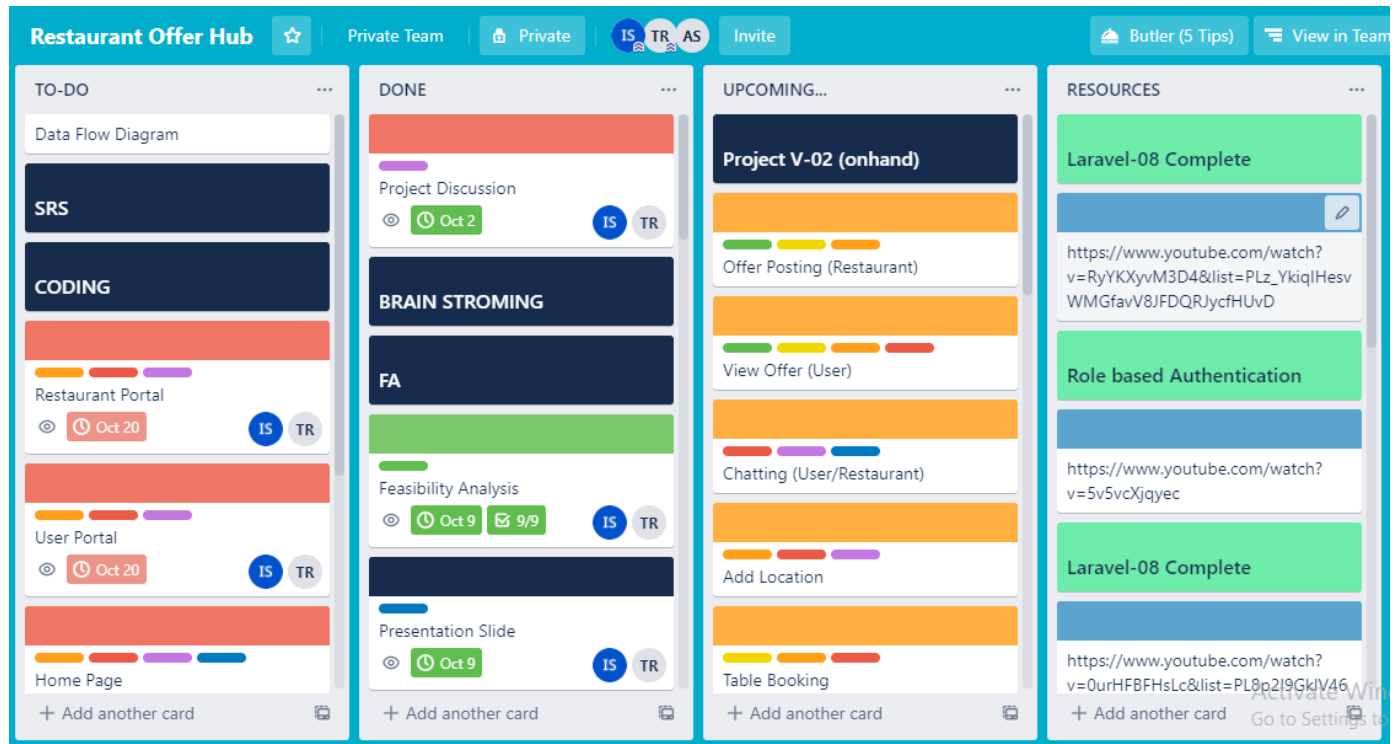 Restaurant Offer Hub
Private Team
Private
IS TR AS
Invite
Butler (5 Tips)
View in Team
TO-DO
Data Flow Diagram
SRS
CODING
Restaurant Portal
Oct 20
IS TR
User Portal
Oct 20
IS TR
Home Page
+ Add another card
DONE
Project Discussion
Oct 2
IS TR
BRAIN STROMING
FA
Feasibility Analysis
Oct 9 9/9
IS TR
Presentation Slide
Oct 9
IS TR
+ Add another card
UPCOMING...
Project V-02 (onhand)
Offer Posting (Restaurant)
View Offer (User)
Chatting (User/Restaurant)
Add Location
Table Booking
+ Add another card
RESOURCES
Laravel-08 Complete
https://www.youtube.com/watch?
v=RyYKXyvM3D4&list=PLz_YkiqIHesv
WMGfavV8JFDQRJycfHUvD
Role based Authentication
https://www.youtube.com/watch?
v=5v5vcXjqyec
Laravel-08 Complete
https://www.youtube.com/watch?
v=0urHFBFHsLc&list=PL8p2I9GklV46
+ Add another card
Activate Win
Go to Settings to